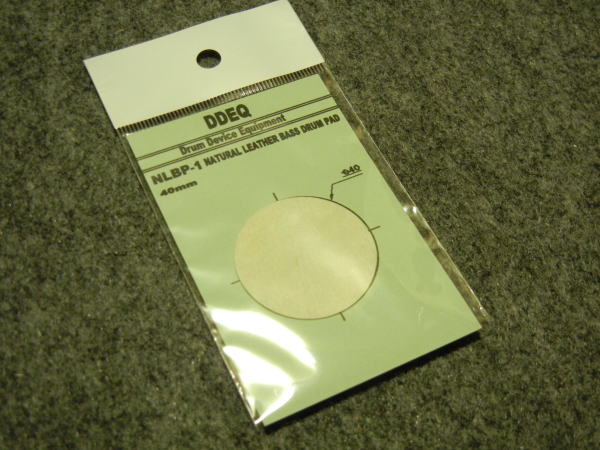 DDEQ
Drum Device Equipment
NLBP-1 NATURAL LEATHER BASS DRUM PAD
40mm
φ40